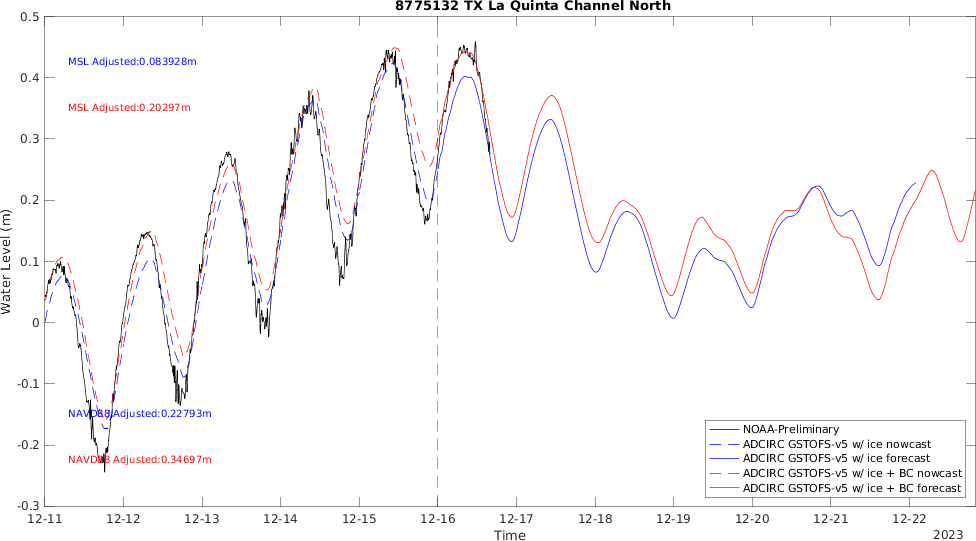 8775132 TX La Quinta Channel North
0.5
MSL Adjusted:0.083928m
0.4
MSL Adjusted:0.20297m
0.3
0.2
Water Level (m)
0.1
0
-0.1
NAVD88 Adjusted:0.22793m
-0.2
NAVD88 Adjusted:0.34697m
-0.3
NOAA-Preliminary
ADCIRC GSTOFS-v5 w/ ice nowcast
ADCIRC GSTOFS-v5 w/ ice forecast
ADCIRC GSTOFS-v5 w/ ice + BC nowcast
ADCIRC GSTOFS-v5 w/ ice + BC forecast
12-11 12-12 12-13 12-14 12-15 12-16 12-17 12-18 12-19 12-20 12-21 12-22
Time
2023